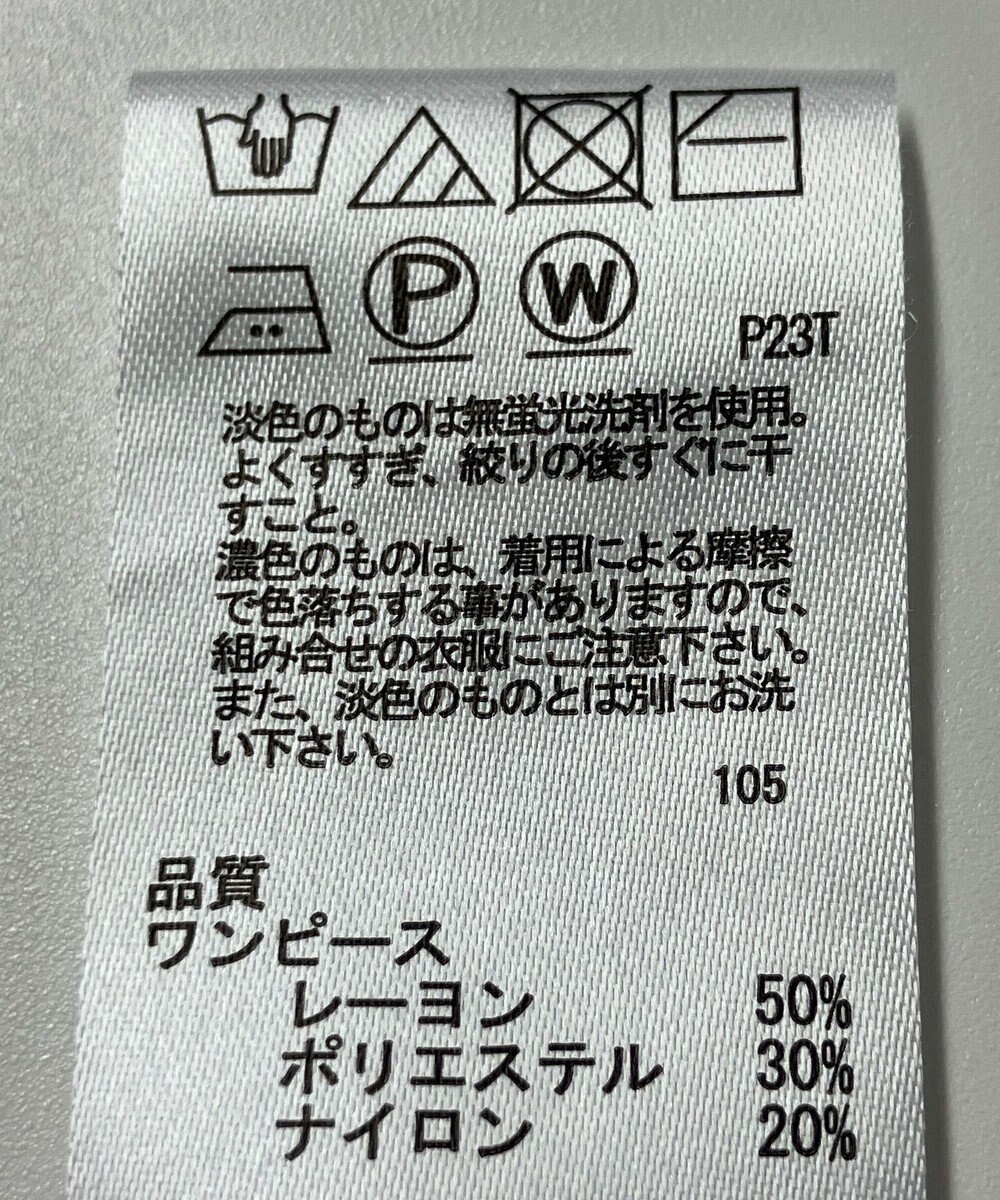 P W P23T
淡色のものは無蛍光洗剤を使用。
よくすすぎ、絞りの後すぐに干
すこと。
濃色のものは、着用による摩擦
で色落ちする事がありますので、
組み合せの衣服にご注意下さい。
また、淡色のものとは別にお洗
い下さい。
105
品質
ワンピース
レーヨン 50%
ポリエステル 30%
ナイロン 20%